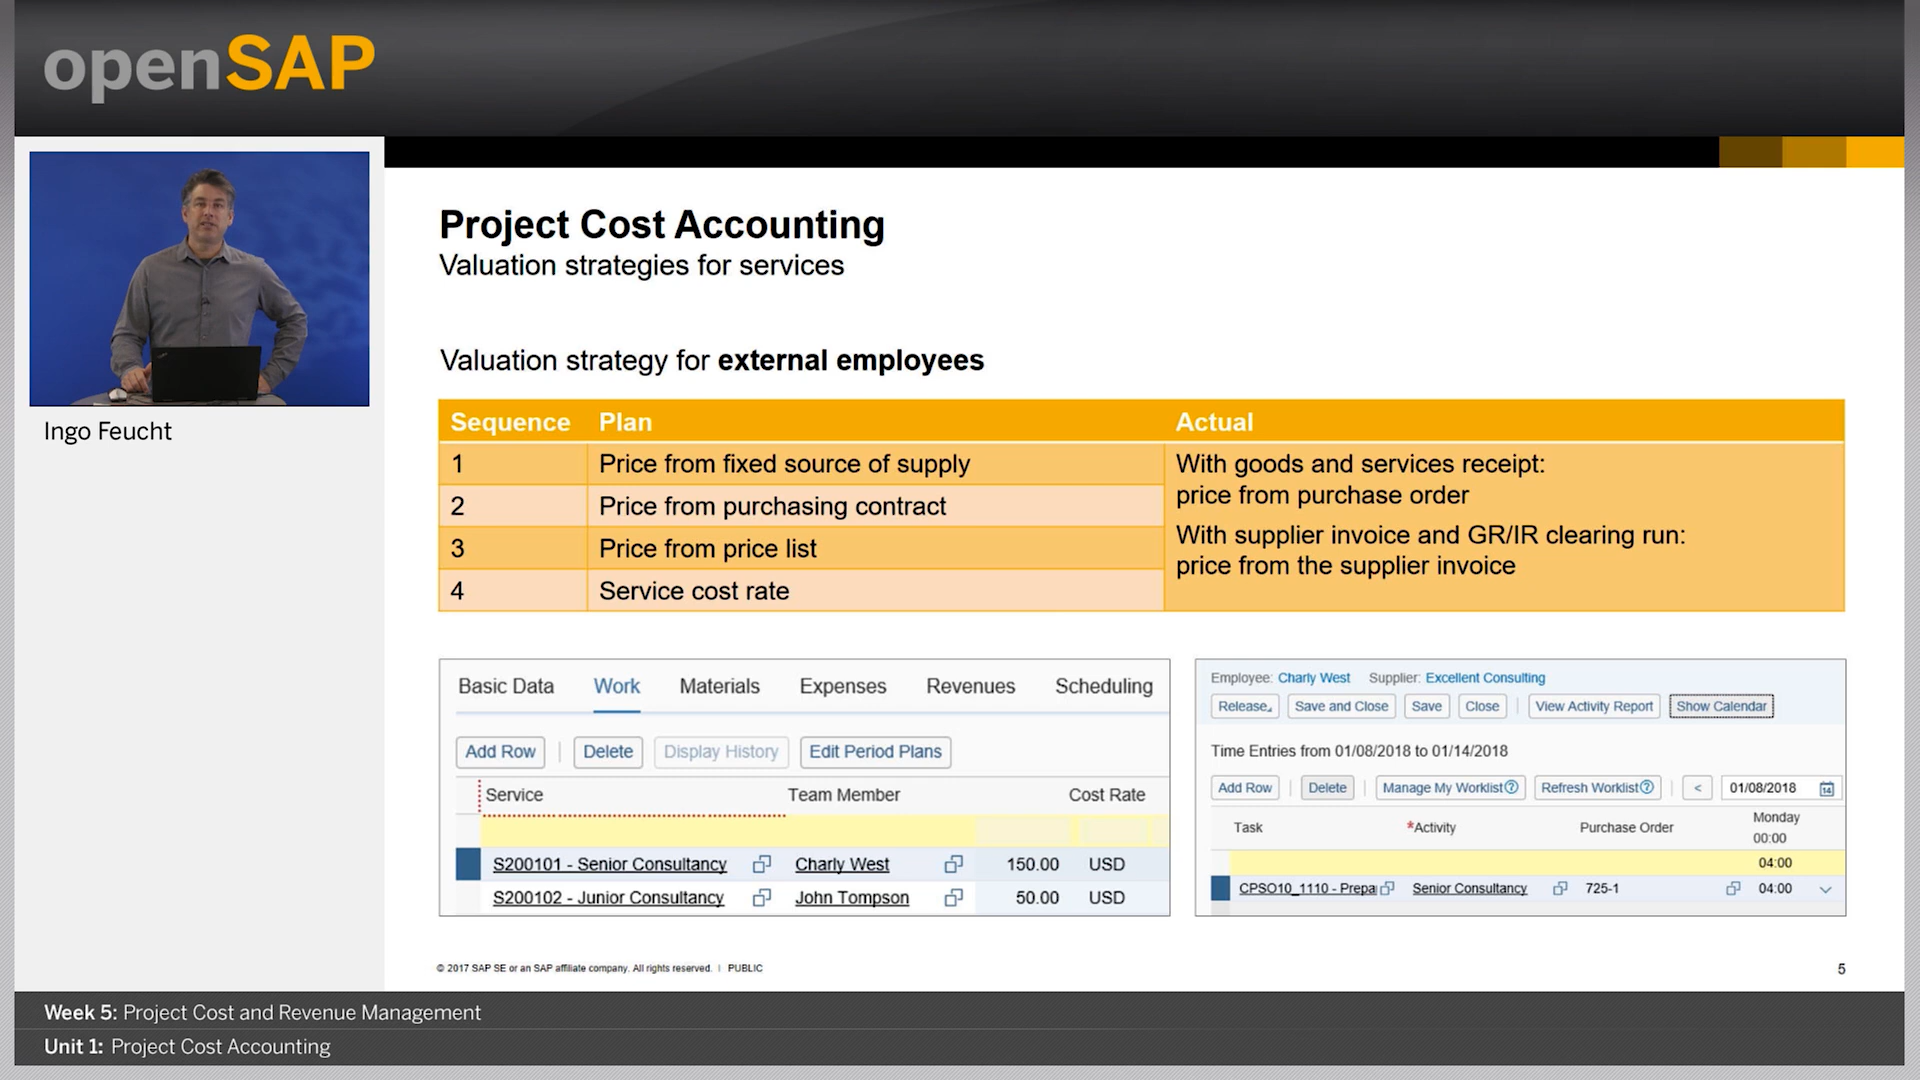 openSAP
Ingo Feucht
Project Cost Accounting
Valuation strategies for services
Valuation strategy for external employees
Sequence Plan Actual
1 Price from fixed source of supply
2 Price from purchasing contract
3 Price from price list
4 Service cost rate
With goods and services receipt:
price from purchase order
With supplier invoice and GR/IR clearing run:
price from the supplier invoice
Basic Data Work Materials Expenses Revenues Scheduling
Add Row Delete Display History Edit Period Plans
Service Team Member Cost Rate
S200101 - Senior Consultancy Charly West 150.00 USD
S200102 - Junior Consultancy John Tompson 50.00 USD
Employee: Charly West Supplier: Excellent Consulting
Release Save and Close Save Close View Activity Report Show Calendar
Time Entries from 01/08/2018 to 01/14/2018
Add Row Delete Manage My Worklist? Refresh Worklist? < 01/08/2018 14
Task *Activity Purchase Order Monday
00:00
04:00
CPSO10_1110 - Prepa Senior Consultancy 725-1 04:00
© 2017 SAP SE or an SAP affiliate company. All rights reserved. | PUBLIC
5
Week 5: Project Cost and Revenue Management
Unit 1: Project Cost Accounting